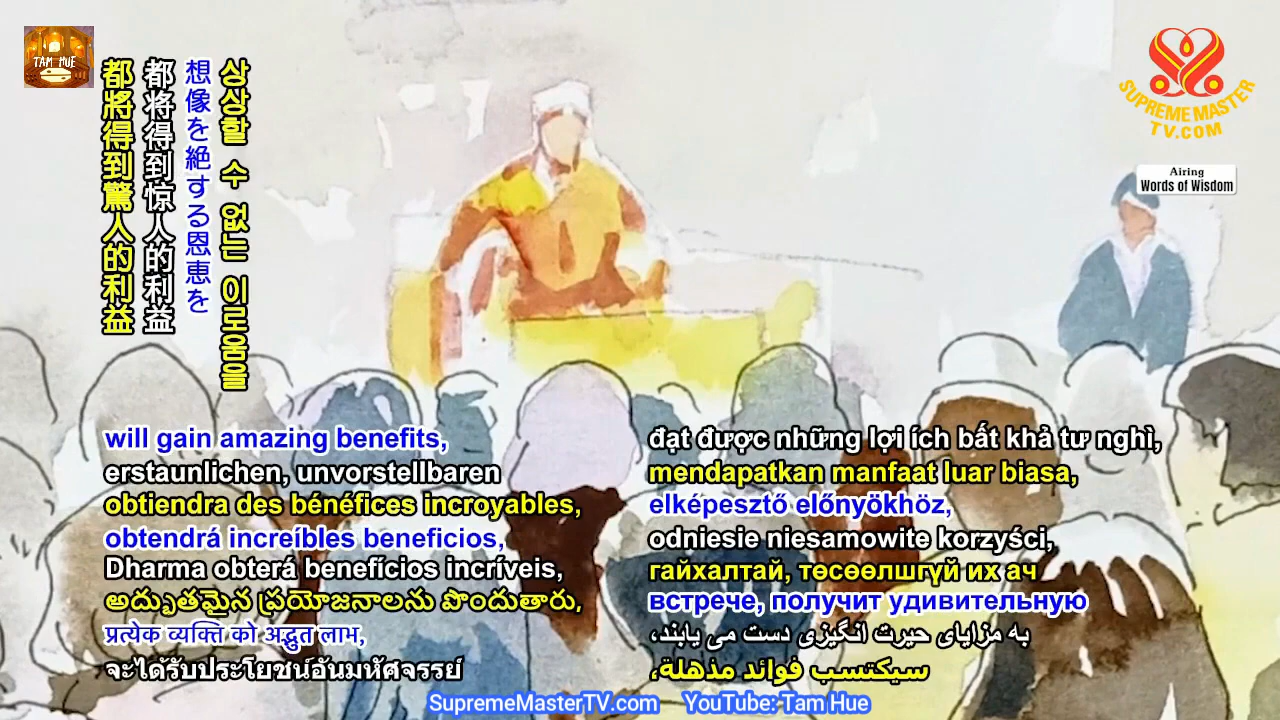 TAM HUE
都將得到驚人的利益
都将得到惊人的利益
想像を絶する恩恵を
상상할 수 없는 이로움을
SUPREME MASTER
TV.COM
Airing
Words of Wisdom
will gain amazing benefits,
erstaunlichen, unvorstellbaren
obtiendra des bénéfices incroyables,
obtendrá increíbles beneficios,
Dharma obterá benefícios incríveis,
అద్భుతమైన ప్రయోజనాలను పొందుతారు.
प्रत्येक व्यक्ति को अद्भुत लाभ,
จะได้รับประโยชน์อันมหัศจรรย์
đạt được những lợi ích bất khả tư nghì,
mendapatkan manfaat luar biasa,
elképesztő előnyökhöz,
odniesie niesamowite korzyści,
гайхалтай, төсөөлшгүй их ач
встрече, получит удивительную
به مزایای حیرت انگیزی دست می یابند،
سيكتسب فوائد مذهلة،
SupremeMasterTV.com YouTube: Tam Hue